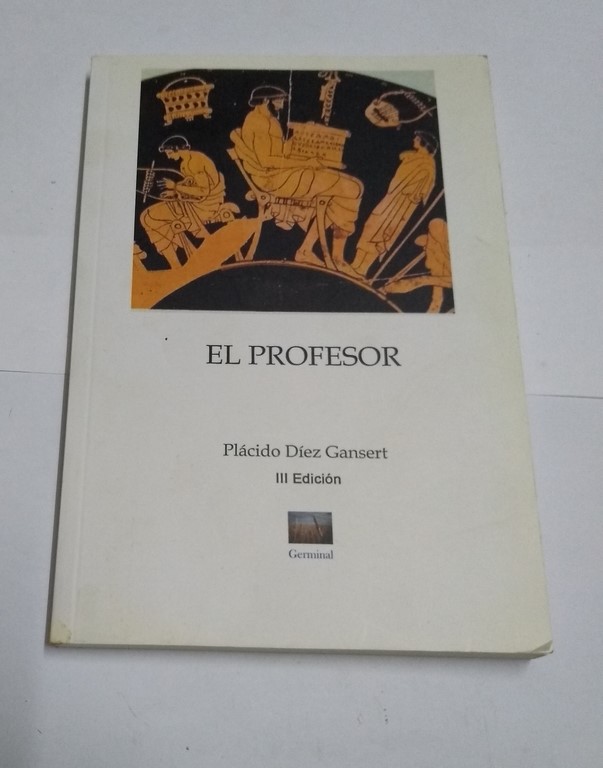 EL PROFESOR
Plácido Díez Gansert
III Edición
Germinal